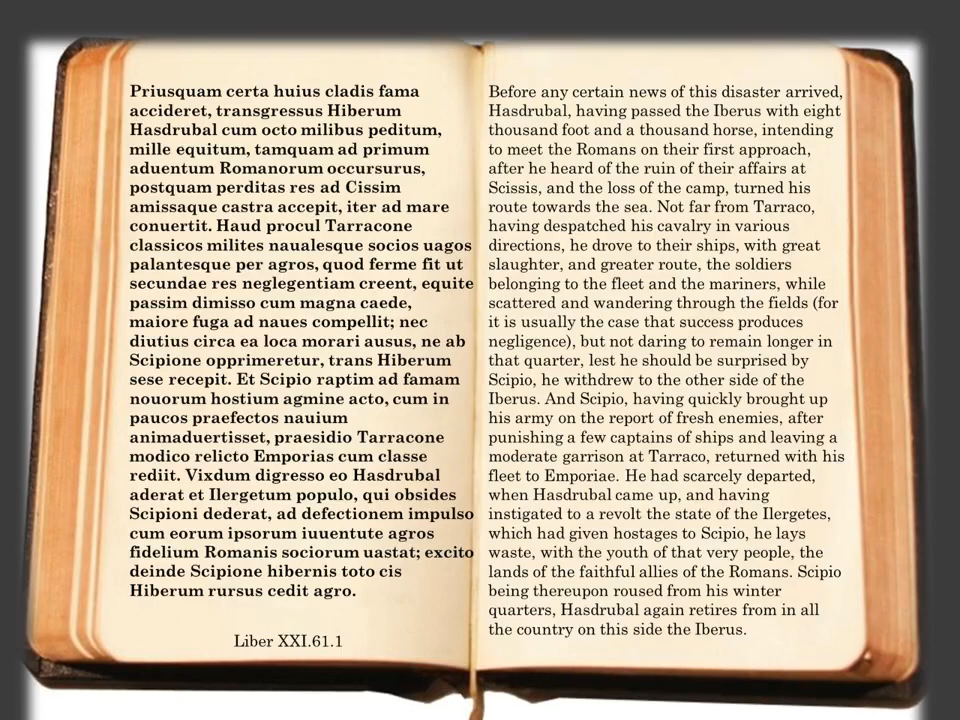 Priusquam certa huius cladis fama
accideret, transgressus Hiberum
Hasdrubal cum octo milibus peditum,
mille equitum, tamquam ad primum
aduentum Romanorum occursurus,
postquam perditas res ad Cissim
amissaque castra accepit, iter ad mare
conuertit. Haud procul Tarracone
classicos milites naualesque socios uagos
palantesque per agros, quod ferme fit ut
secundae res neglegentiam creent, equite
passim dimisso cum magna caede,
maiore fuga ad naues compellit; nec
diutius circa ea loca morari ausus, ne ab
Scipione opprimeretur, trans Hiberum
sese recepit. Et Scipio raptim ad famam
nouorum hostium agmine acto, cum in
paucos praefectos nauium
animaduertisset, praesidio Tarracone
modico relicto Emporias cum classe
rediit. Vixdum digresso eo Hasdrubal
aderat et Ilergetum populo, qui obsides
Scipioni dederat, ad defectionem impulso
cum eorum ipsorum iuuentute agros
fidelium Romanis sociorum uastat; excito
deinde Scipione hibernis toto cis
Hiberum rursus cedit agro.
Liber XXI.61.1
Before any certain news of this disaster arrived,
Hasdrubal, having passed the Iberus with eight
thousand foot and a thousand horse, intending
to meet the Romans on their first approach,
after he heard of the ruin of their affairs at
Scissis, and the loss of the camp, turned his
route towards the sea. Not far from Tarraco,
having despatched his cavalry in various
directions, he drove to their ships, with great
slaughter, and greater route, the soldiers
belonging to the fleet and the mariners, while
scattered and wandering through the fields (for
it is usually the case that success produces
negligence), but not daring to remain longer in
that quarter, lest he should be surprised by
Scipio, he withdrew to the other side of the
Iberus. And Scipio, having quickly brought up
his army on the report of fresh enemies, after
punishing a few captains of ships and leaving a
moderate garrison at Tarraco, returned with his
fleet to Emporiae. He had scarcely departed,
when Hasdrubal came up, and having
instigated to a revolt the state of the Ilergetes,
which had given hostages to Scipio, he lays
waste, with the youth of that very people, the
lands of the faithful allies of the Romans. Scipio
being thereupon roused from his winter
quarters, Hasdrubal again retires from in all
the country on this side the Iberus.